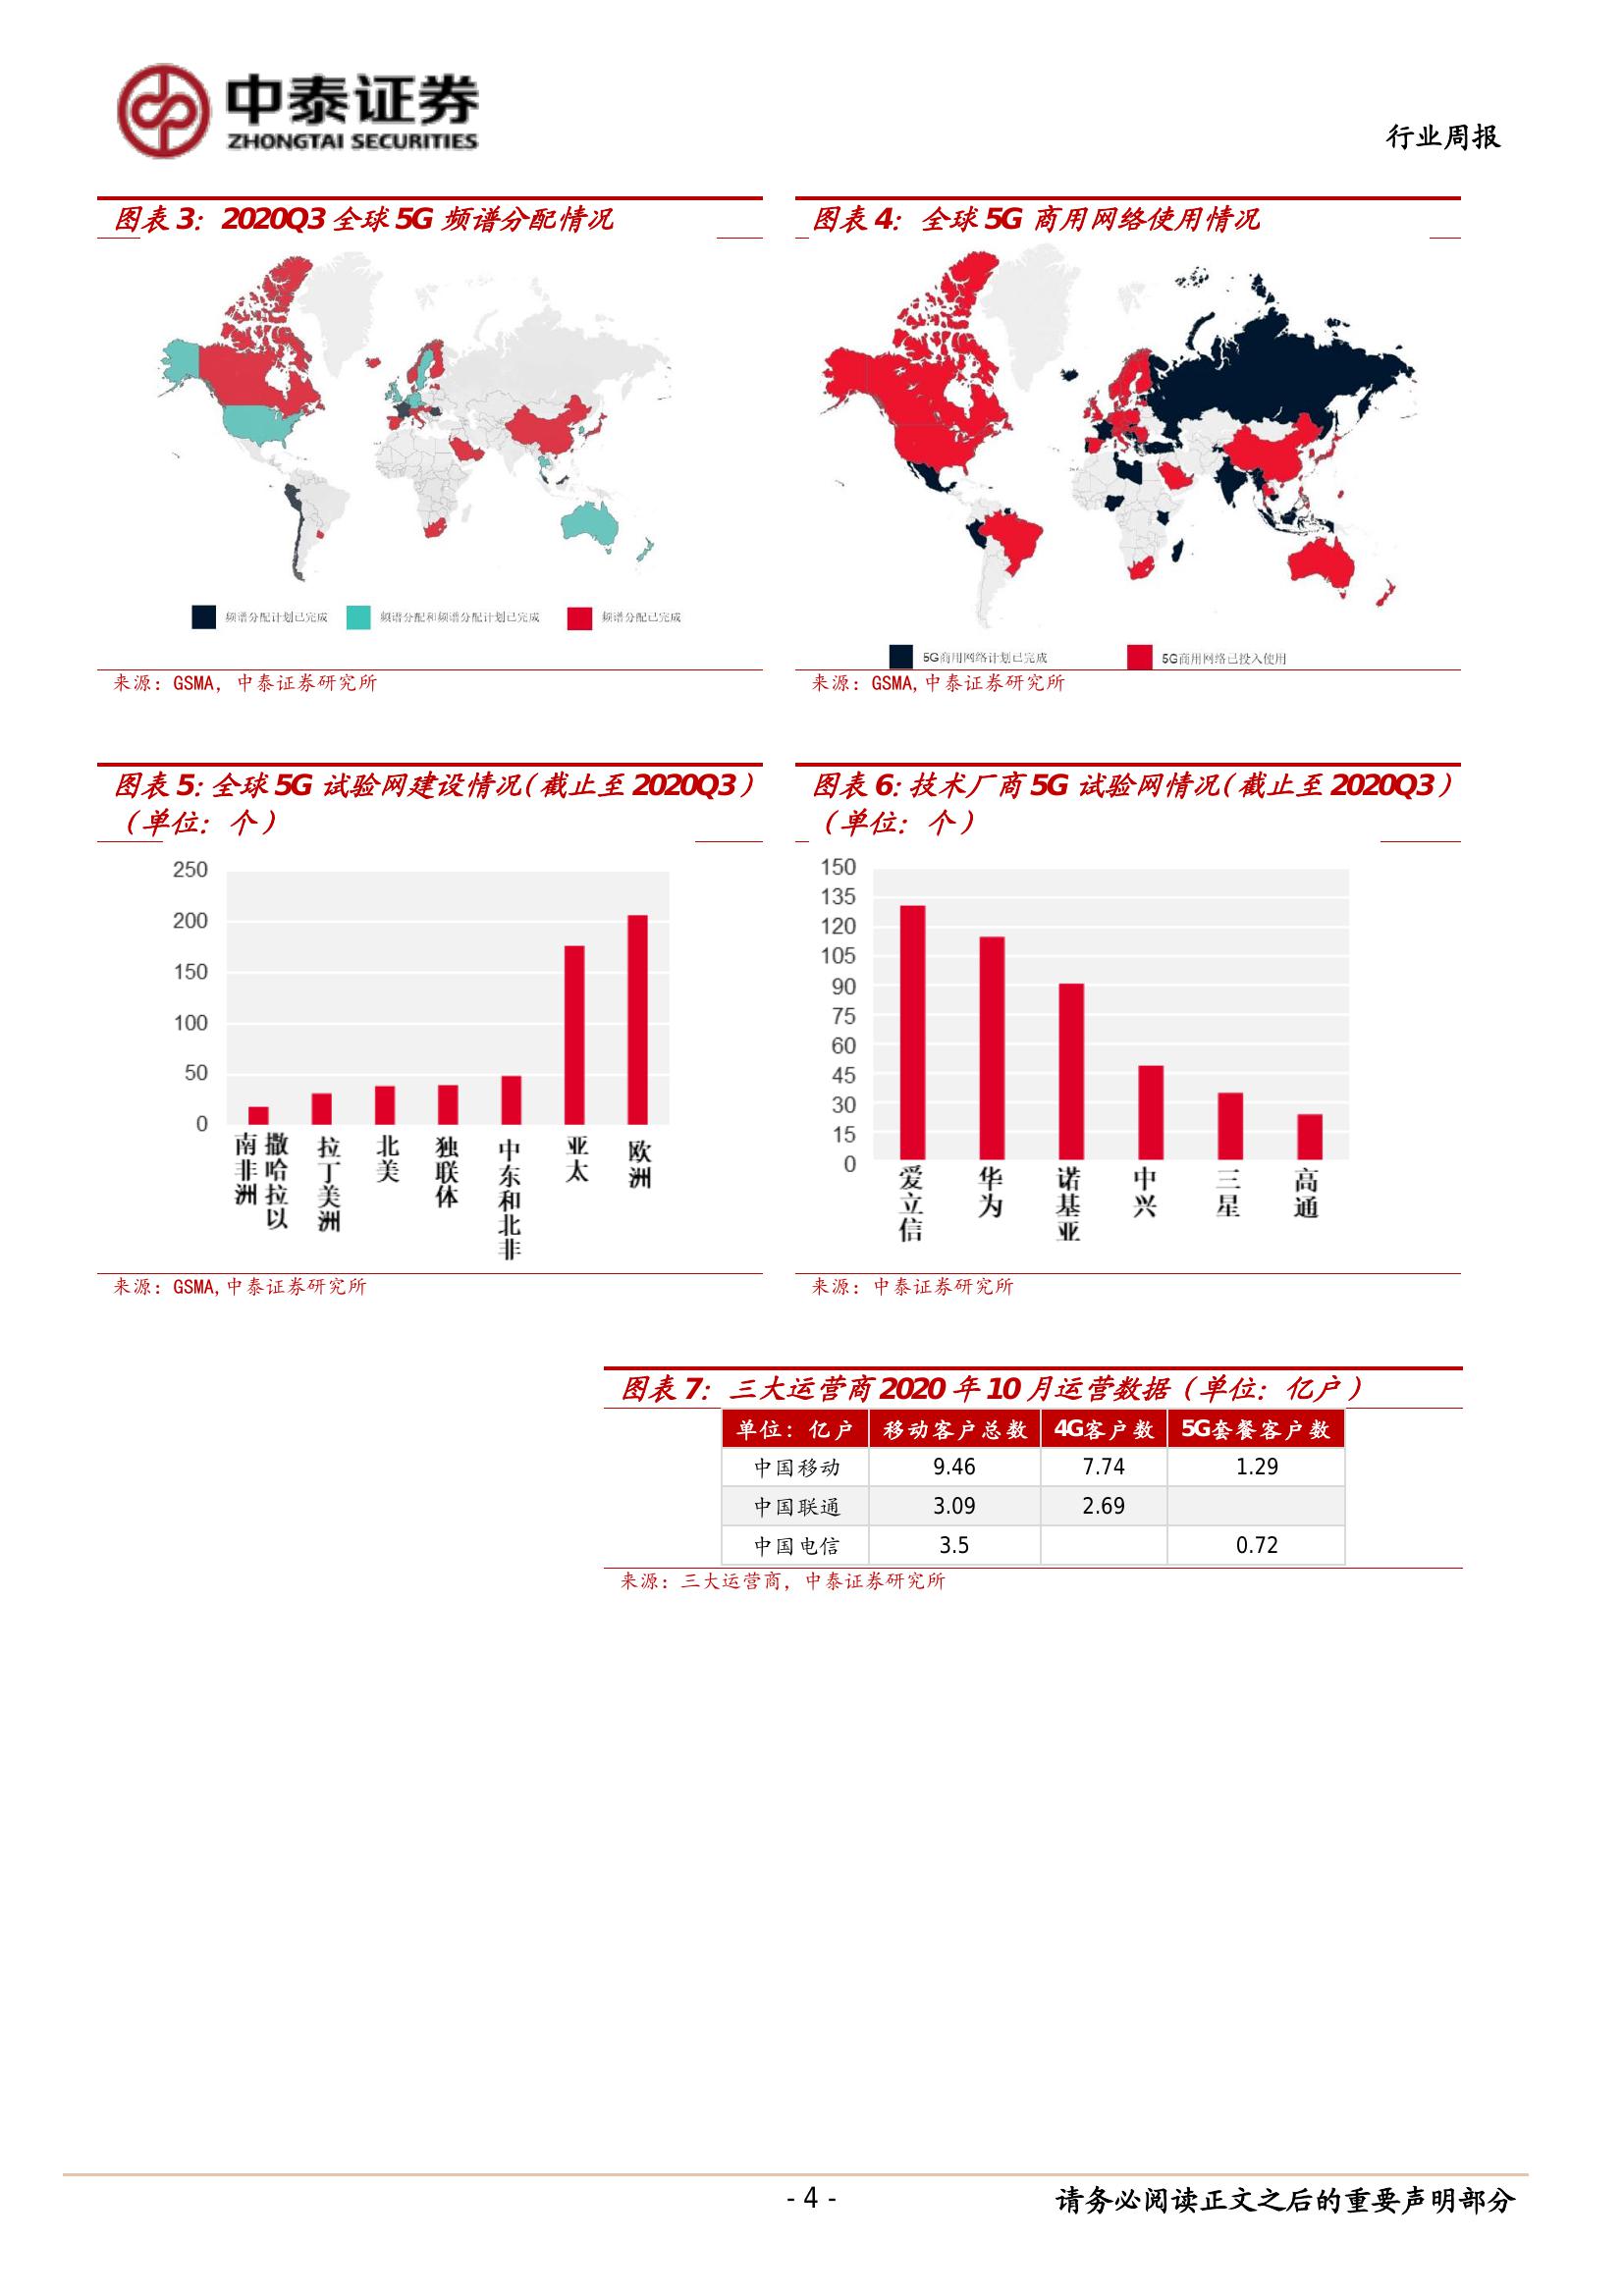 中泰证券
ZHONGTAI SECURITIES
行业周报
图表 3：2020Q3 全球 5G 频谱分配情况
频谱分配计划已完成
频谱分配和频谱分配计划已完成
频谱分配已完成
来源：GSMA，中泰证券研究所
图表 4：全球 5G 商用网络使用情况
5G商用网络计划已完成
5G商用网络已投入使用
来源：GSMA,中泰证券研究所
图表 5：全球 5G 试验网建设情况（截止至 2020Q3）
（单位：个）
250
200
150
100
50
0
撒哈拉以
南非洲
拉丁美洲
北美
独联体
中东和北非
亚太
欧洲
来源：GSMA,中泰证券研究所
图表 6：技术厂商 5G 试验网情况（截止至 2020Q3）
（单位：个）
150
135
120
105
90
75
60
45
30
15
0
爱立信
华为
诺基亚
中兴
三星
高通
来源：中泰证券研究所
图表 7：三大运营商 2020 年 10 月运营数据（单位：亿户）
单位：亿户 移动客户总数 4G客户数 5G套餐客户数
中国移动 9.46 7.74 1.29
中国联通 3.09 2.69
中国电信 3.5 0.72
来源：三大运营商，中泰证券研究所
- 4 -
请务必阅读正文之后的重要声明部分